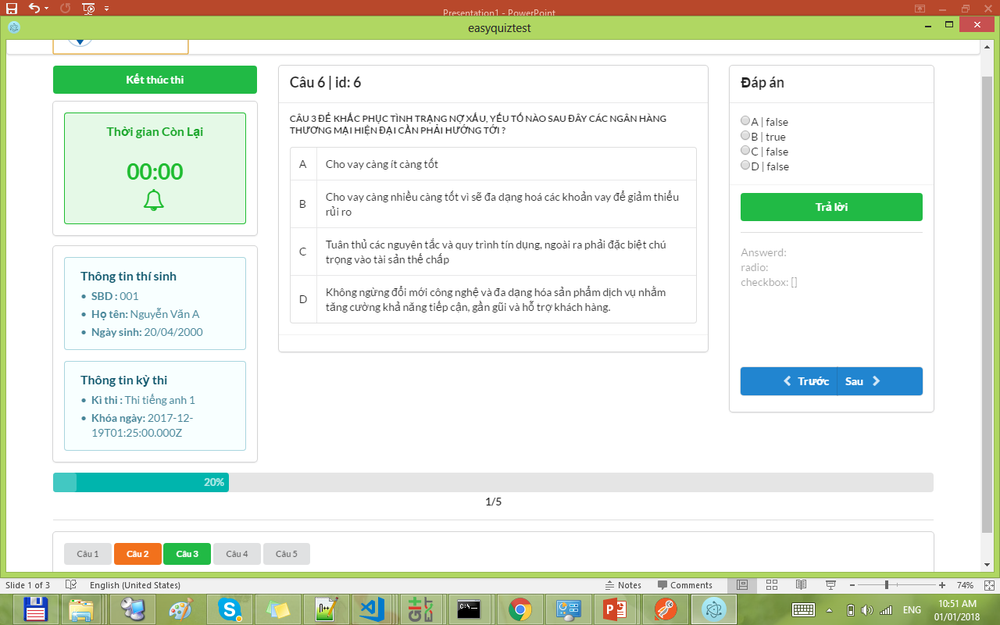 Presentation1 - PowerPoint
easyquiztest
Kết thúc thi
Thời gian Còn Lại
00:00
Thông tin thí sinh
SBD : 001
Họ tên: Nguyễn Văn A
Ngày sinh: 20/04/2000
Thông tin kỳ thi
Kì thi : Thi tiếng anh 1
Khóa ngày: 2017-12-
19T01:25:00.000Z
Câu 6 | id: 6
CÂU 3 ĐỂ KHẮC PHỤC TÌNH TRẠNG NỢ XẤU, YẾU TỐ NÀO SAU ĐÂY CÁC NGÂN HÀNG
THƯƠNG MẠI HIỆN ĐẠI CẦN PHẢI HƯỚNG TỚI ?
A Cho vay càng ít càng tốt
B Cho vay càng nhiều càng tốt vì sẽ đa dạng hoá các khoản vay để giảm thiểu
rủi ro
C Tuân thủ các nguyên tắc và quy trình tín dụng, ngoài ra phải đặc biệt chú
trọng vào tài sản thế chấp
D Không ngừng đổi mới công nghệ và đa dạng hóa sản phẩm dịch vụ nhằm
tăng cường khả năng tiếp cận, gần gũi và hỗ trợ khách hàng.
Đáp án
A | false
B | true
C | false
D | false
Trả lời
Answerd:
radio:
checkbox: []
Trước Sau
20%
1/5
Câu 1 Câu 2 Câu 3 Câu 4 Câu 5
Slide 1 of 3 English (United States) Notes Comments 74%
ENG 10:51 AM
01/01/2018